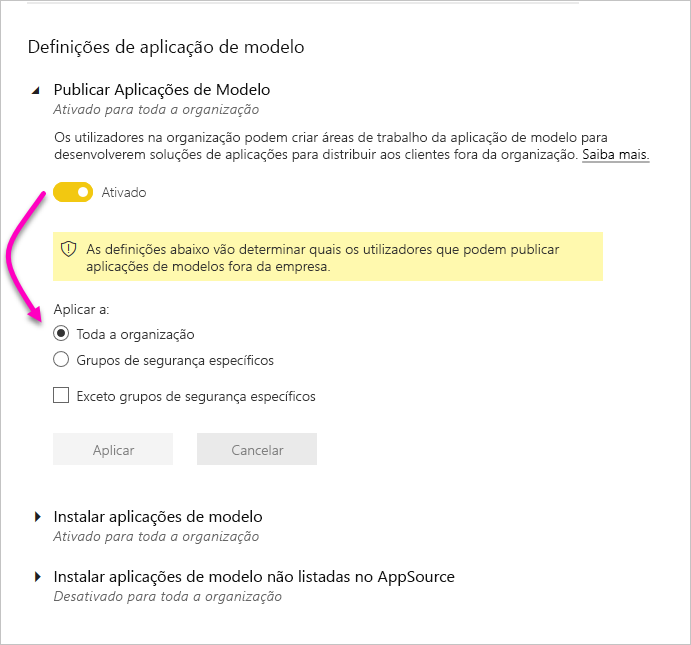 Definições de aplicação de modelo
Publicar Aplicações de Modelo
Ativado para toda a organização
Os utilizadores na organização podem criar áreas de trabalho da aplicação de modelo para
desenvolverem soluções de aplicações para distribuir aos clientes fora da organização. Saiba mais.
Ativado
As definições abaixo vão determinar quais os utilizadores que podem publicar
aplicações de modelos fora da empresa.
Aplicar a:
Toda a organização
Grupos de segurança específicos
Exceto grupos de segurança específicos
Aplicar Cancelar
Instalar aplicações de modelo
Ativado para toda a organização
Instalar aplicações de modelo não listadas no AppSource
Desativado para toda a organização